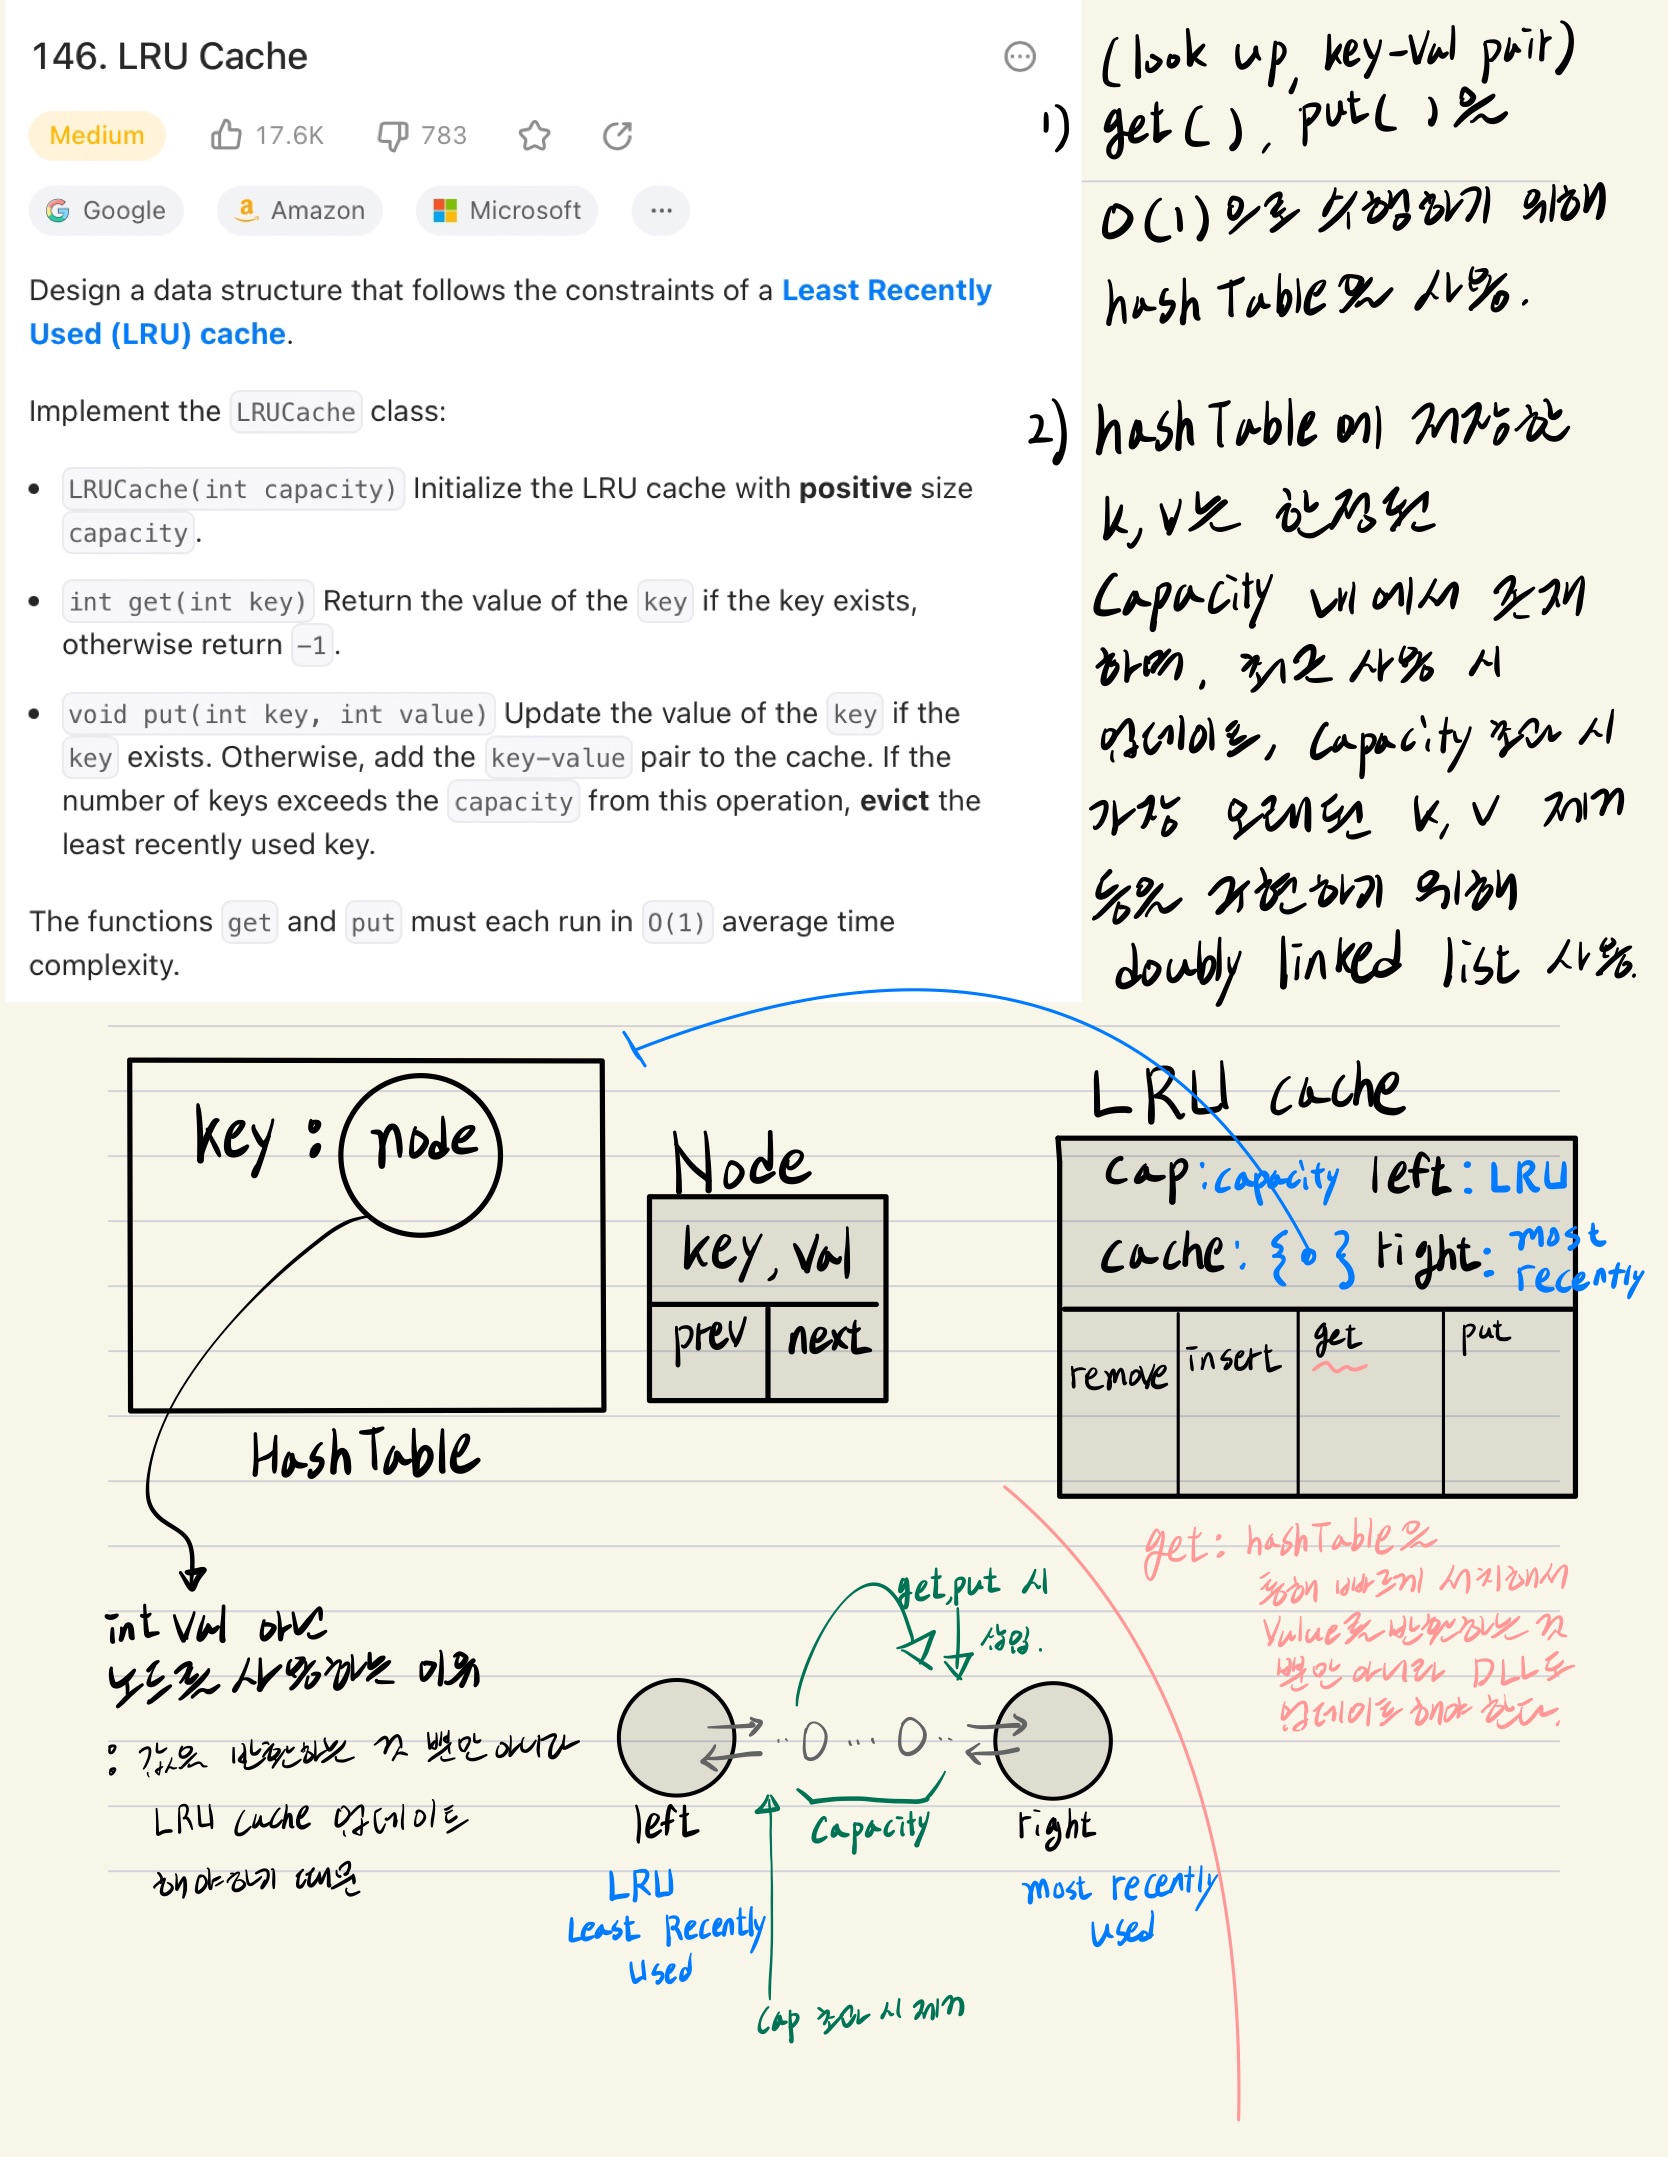 146. LRU Cache
Medium 17.6K 783
Google Amazon Microsoft ...
Design a data structure that follows the constraints of a Least Recently
Used (LRU) cache.
Implement the LRUCache class:
• LRUCache(int capacity) Initialize the LRU cache with positive size
capacity.
• int get(int key) Return the value of the key if the key exists,
otherwise return -1.
• void put(int key, int value) Update the value of the key if the
key exists. Otherwise, add the key-value pair to the cache. If the
number of keys exceeds the capacity from this operation, evict the
least recently used key.
The functions get and put must each run in O(1) average time
complexity.
(look up, key-val pair)
1) get( ), put( )을
O(1)으로 수행하기 위해
hash Table을 사용.
2) hash Table에 저장한
k, v는 한정된
Capacity 내에서 존재
하며, 최근 사용 시
업데이트, Capacity 초과 시
가장 오래된 k, v 제거
등을 구현하기 위해
doubly linked list 사용.
key : node
Hash Table
Node
key, val
prev next
LRU cache
cap : capacity left : LRU
cache : { } right : most
recently
remove insert get put
int val 아닌
노드를 사용하는 이유
: 값을 반환하는 것 뿐만 아니라
LRU cache 업데이트
해야하기 때문
get, put 시
삽입.
left
Capacity
right
LRU
Least Recently
Used
most recently
used
Cap 초과 시 제거
get : hashTable을
통해 빠르게 서치해서
Value를 반환하는 것
뿐만 아니라 DLL도
업데이트 해야 한다.